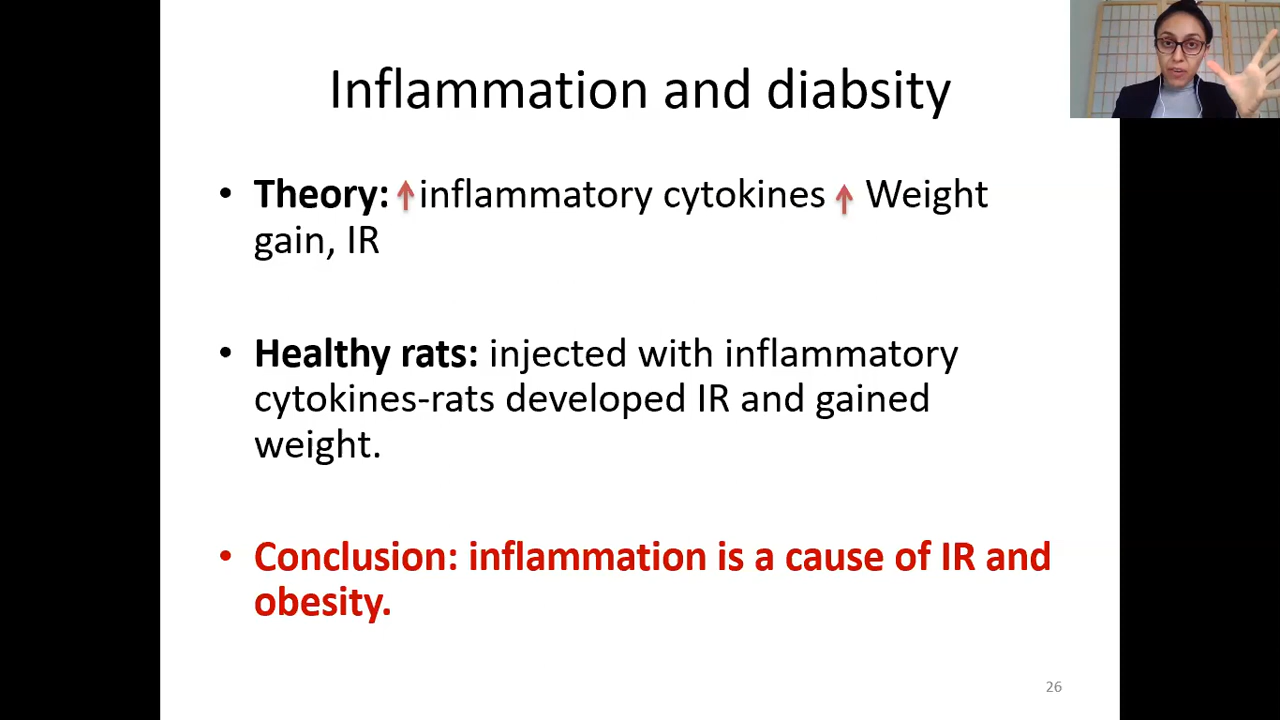 Inflammation and diabsity
• Theory: ↑inflammatory cytokines ↑ Weight
gain, IR
• Healthy rats: injected with inflammatory
cytokines-rats developed IR and gained
weight.
• Conclusion: inflammation is a cause of IR and
obesity.
26